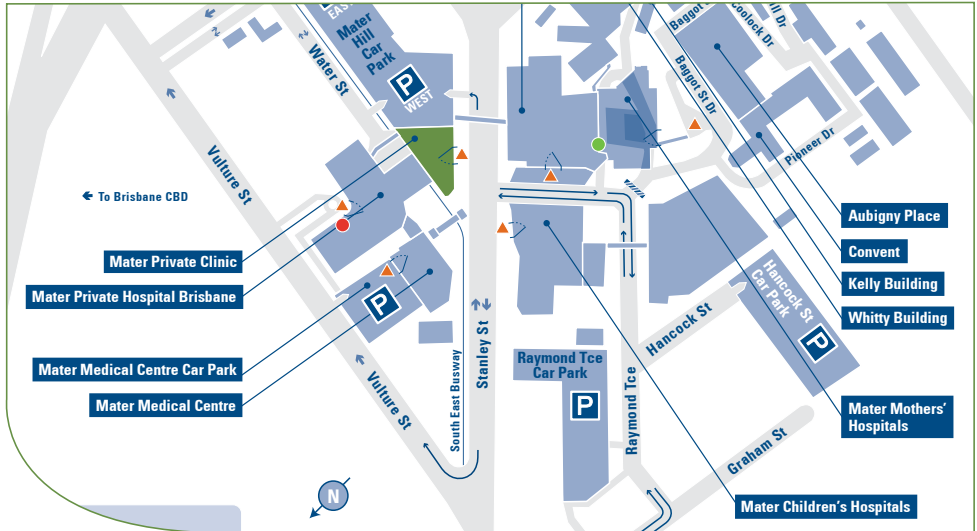 EAST
Mater
Hill
Car
Park
P
WEST
Water St
Baggot St Dr
Coolock Dr
Baggot St Dr
Pioneer Dr
Vulture St
← To Brisbane CBD
Mater Private Clinic
Mater Private Hospital Brisbane
Mater Medical Centre Car Park
Mater Medical Centre
P
Vulture St
South East Busway
Stanley St
Raymond Tce
Car Park
P
Raymond Tce
Hancock St
Hancock St
Car Park
P
Graham St
Aubigny Place
Convent
Kelly Building
Whitty Building
Mater Mothers'
Hospitals
Mater Children's Hospitals
N